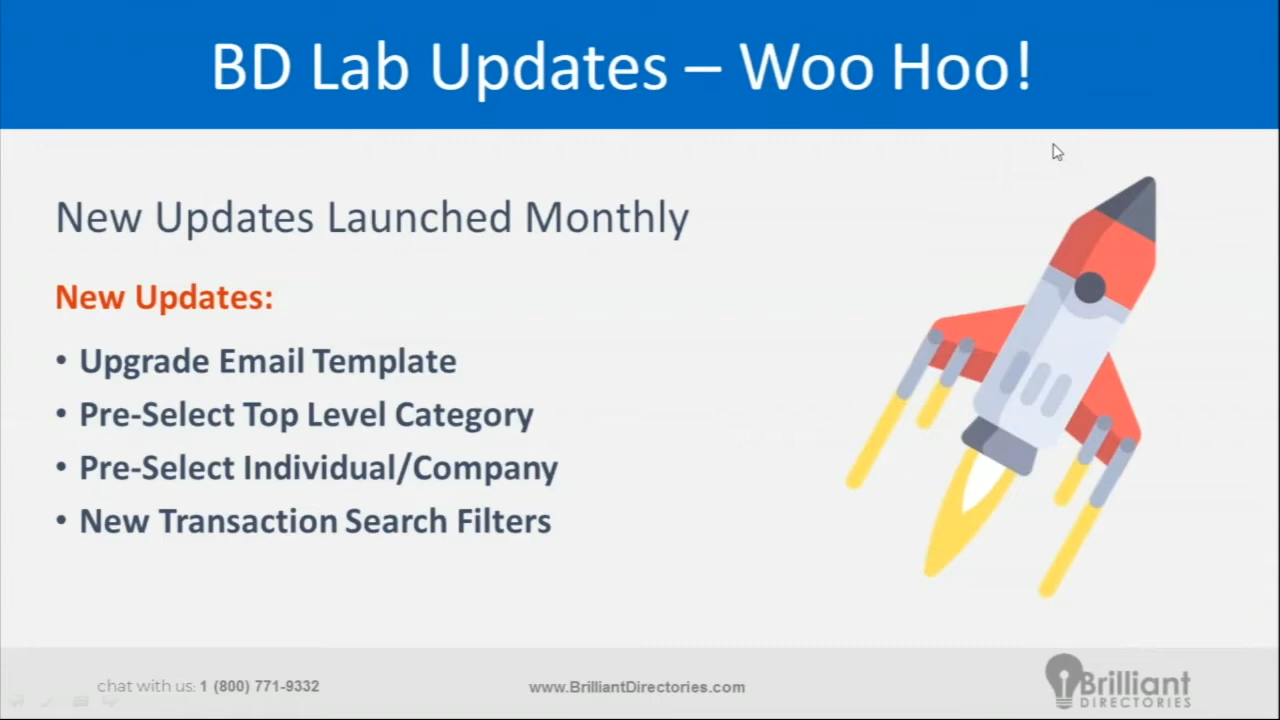 BD Lab Updates – Woo Hoo!
New Updates Launched Monthly
New Updates:
• Upgrade Email Template
• Pre-Select Top Level Category
• Pre-Select Individual/Company
• New Transaction Search Filters
chat with us: 1 (800) 771-9332
www.BrilliantDirectories.com
Brilliant
DIRECTORIES